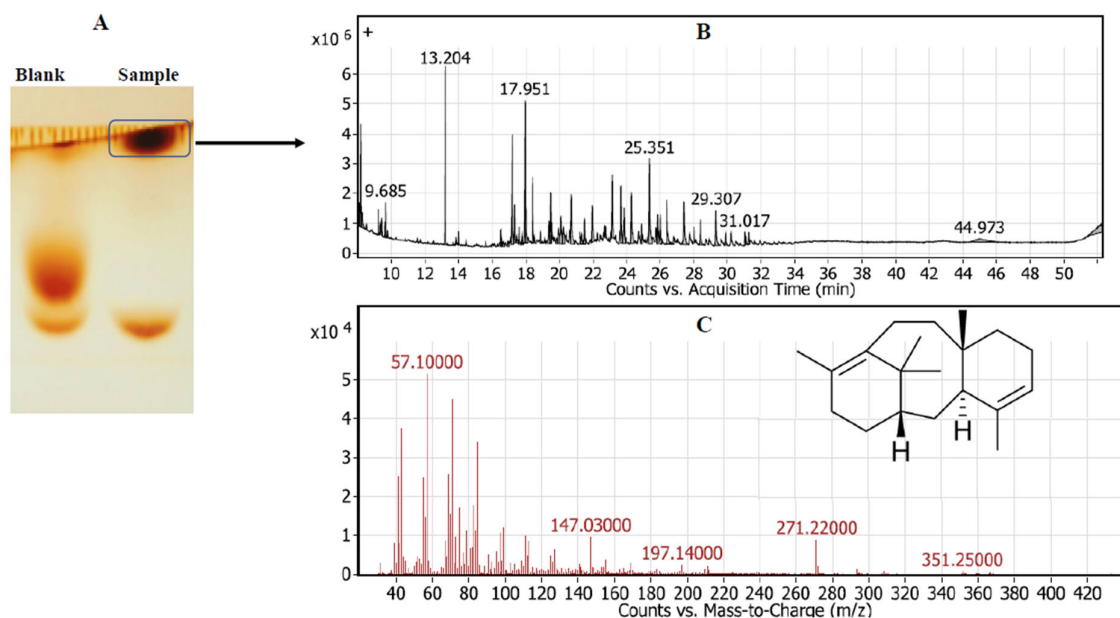 A
Blank Sample
B
x10 6 +
13.204
6
17.951
5
4
25.351
3
9.685
29.307
2
31.017
1
44.973
0
10 12 14 16 18 20 22 24 26 28 30 32 34 36 38 40 42 44 46 48 50
Counts vs. Acquisition Time (min)
C
x10 4
57.10000
5
4
3
2
147.03000
271.22000
1
197.14000
351.25000
0
40 60 80 100 120 140 160 180 200 220 240 260 280 300 320 340 360 380 400 420
Counts vs. Mass-to-Charge (m/z)
H
H